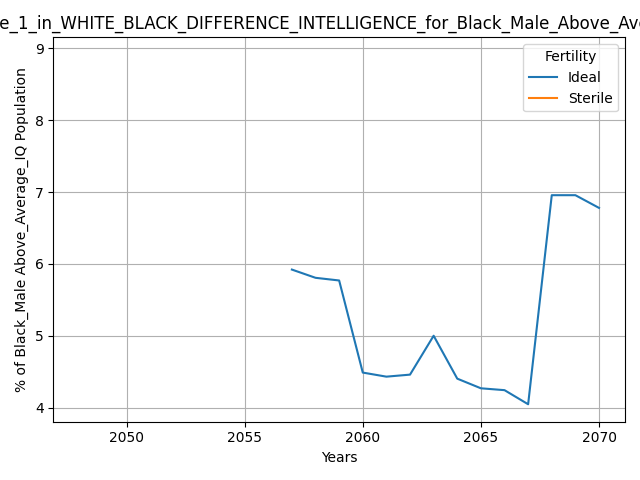 e_1_in_WHITE_BLACK_DIFFERENCE_INTELLIGENCE_for_Black_Male_Above_Ave
Fertility
Ideal
Sterile
% of Black_Male Above_Average_IQ Population
9
8
7
6
5
4
2050 2055 2060 2065 2070
Years